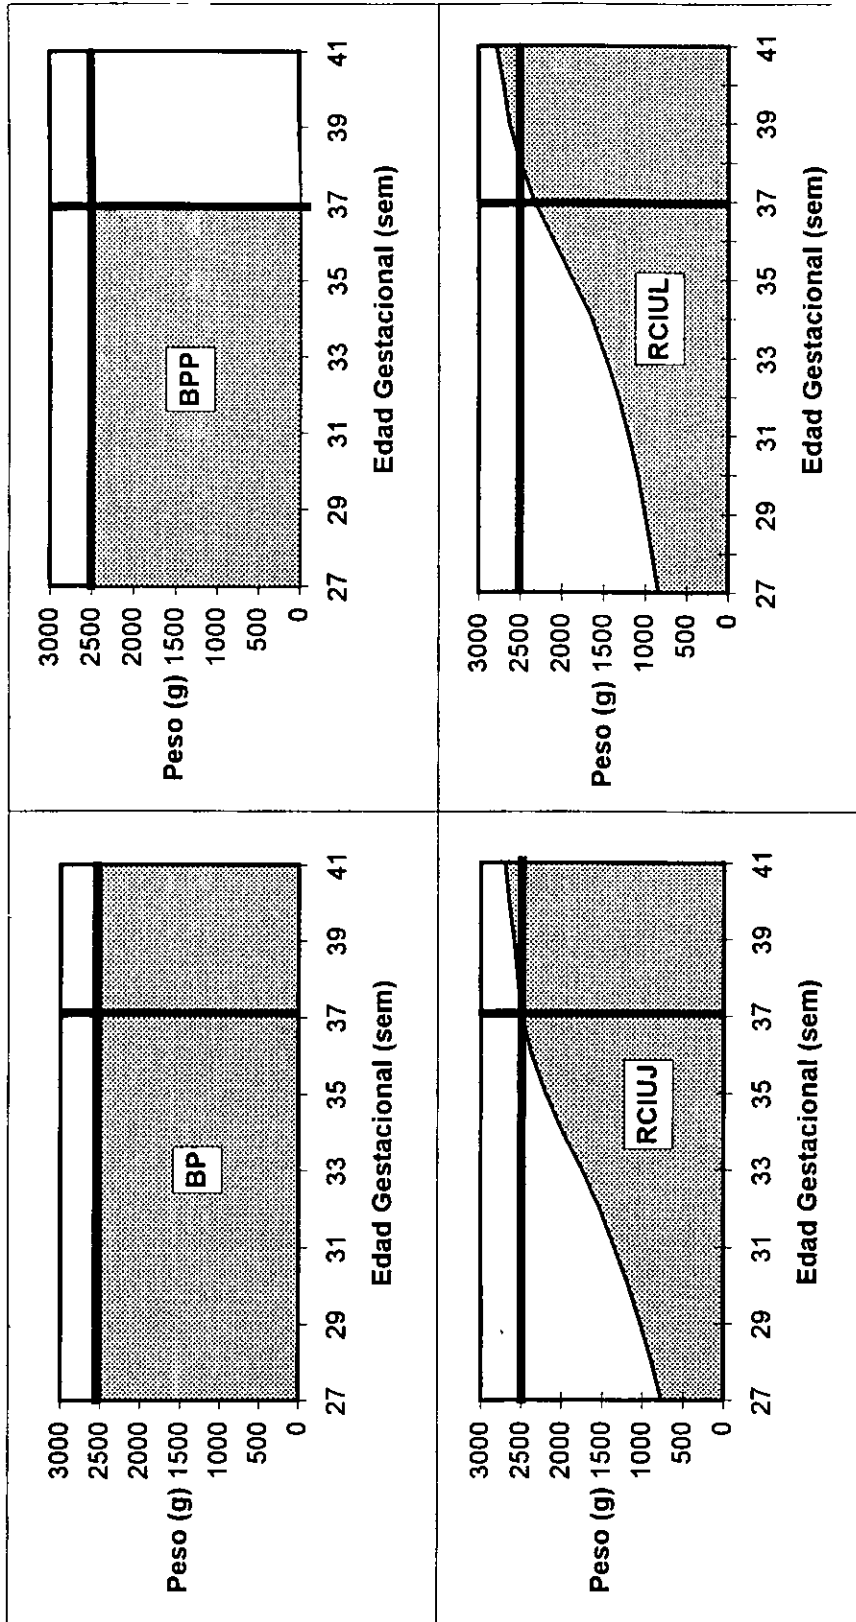 3000
2500
2000
Peso (g) 1500
1000
500
0
BP
27 29 31 33 35 37 39 41
Edad Gestacional (sem)
3000
2500
2000
Peso (g) 1500
1000
500
0
BPP
27 29 31 33 35 37 39 41
Edad Gestacional (sem)
3000
2500
2000
Peso (g) 1500
1000
500
0
RCIUJ
27 29 31 33 35 37 39 41
Edad Gestacional (sem)
3000
2500
2000
Peso (g) 1500
1000
500
0
RCIUL
27 29 31 33 35 37 39 41
Edad Gestacional (sem)